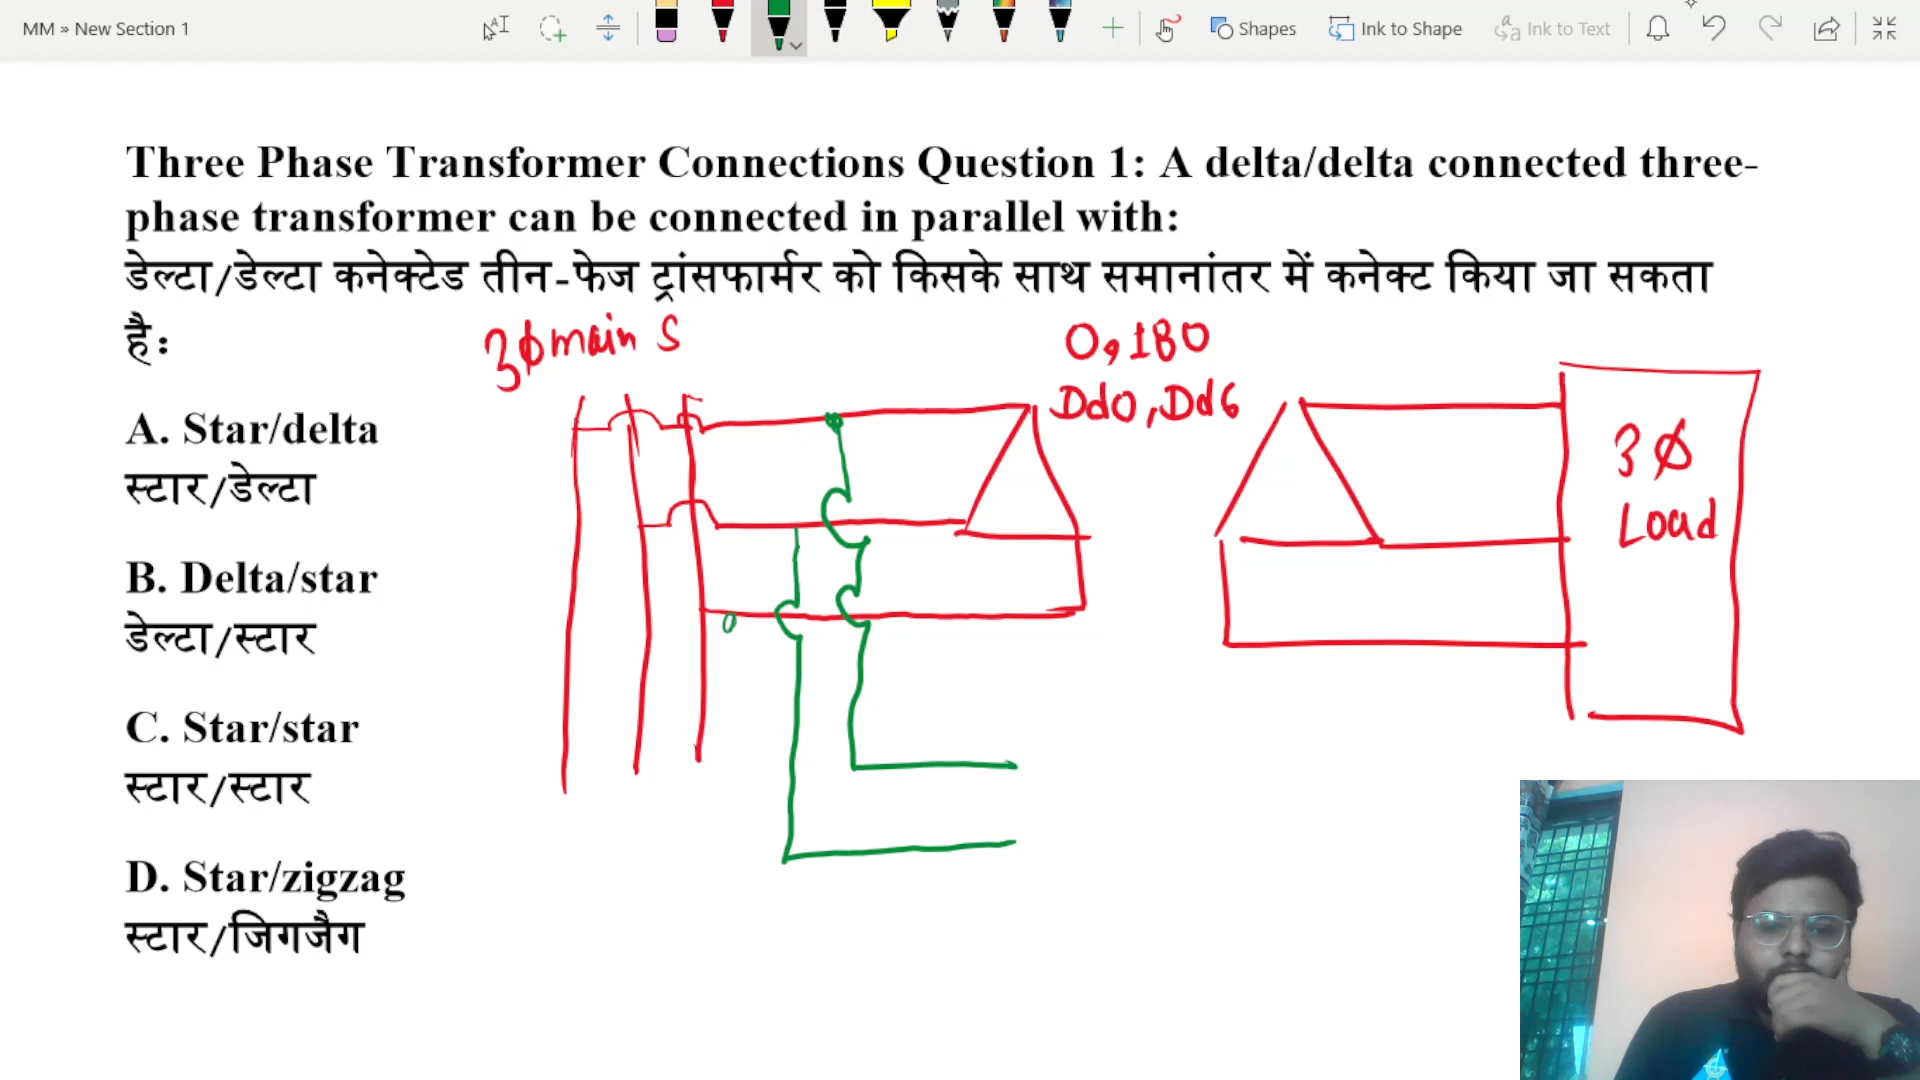 MM » New Section 1
Shapes
Ink to Shape
Ink to Text
Three Phase Transformer Connections Question 1: A delta/delta connected three-
phase transformer can be connected in parallel with:
डेल्टा/डेल्टा कनेक्टेड तीन-फेज ट्रांसफार्मर को किसके साथ समानांतर में कनेक्ट किया जा सकता
है:
3ϕ main S
0,180
Dd0, Dd6
A. Star/delta
स्टार/डेल्टा
B. Delta/star
डेल्टा/स्टार
C. Star/star
स्टार/स्टार
D. Star/zigzag
स्टार/जिगजैग
3ϕ
Load